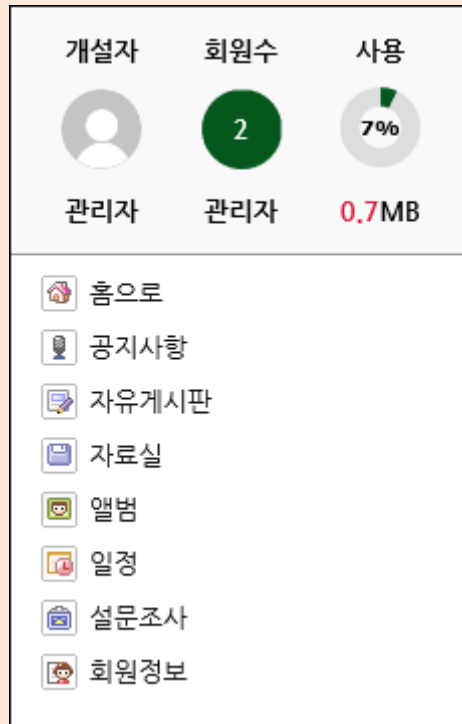 개설자 회원수 사용
2 7%
관리자 관리자 0.7MB
홈으로
공지사항
자유게시판
자료실
앨범
일정
설문조사
회원정보